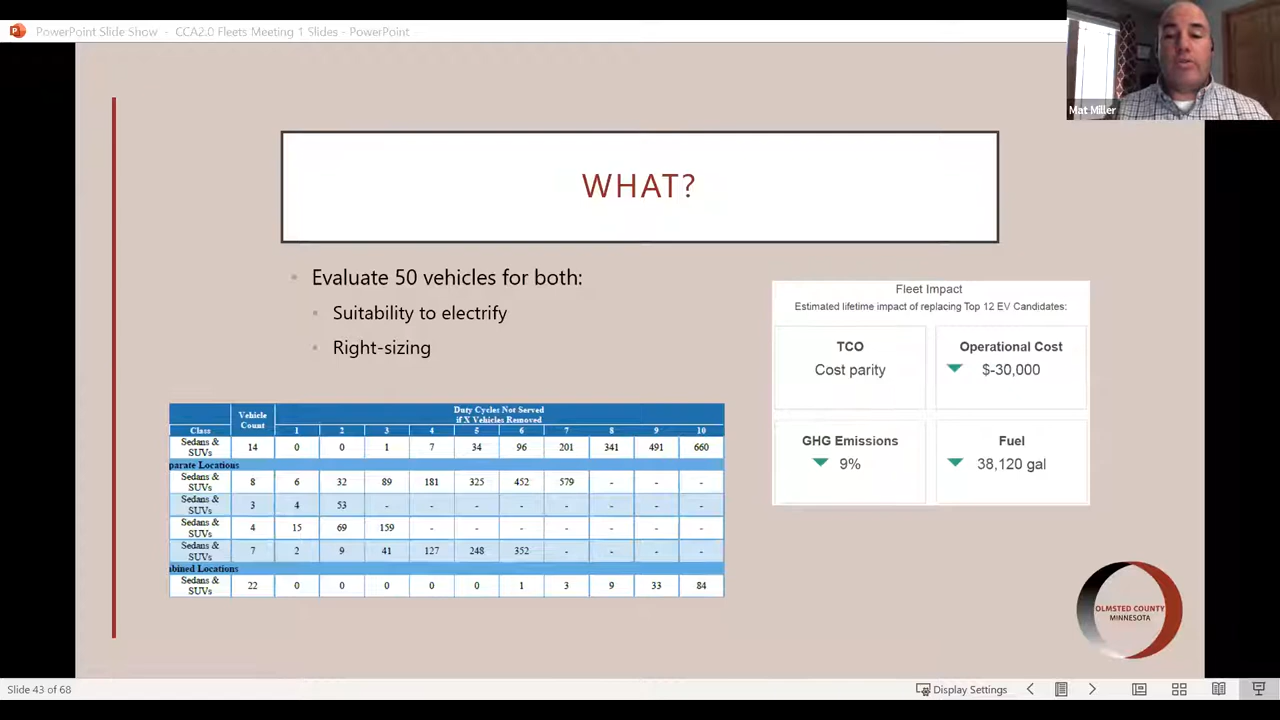 PowerPoint Slide Show - CCA2.0 Fleets Meeting 1 Slides - PowerPoint
Mat Miller
WHAT?
• Evaluate 50 vehicles for both:
• Suitability to electrify
• Right-sizing
Fleet Impact
Estimated lifetime impact of replacing Top 12 EV Candidates:
TCO
Cost parity
Operational Cost
$-30,000
GHG Emissions
9%
Fuel
38,120 gal
Class Vehicle Count Duty Cycles Not Served
if X Vehicles Removed
1 2 3 4 5 6 7 8 9 10
Sedans & SUVs 14 0 0 1 7 34 96 201 341 491 660
parate Locations
Sedans & SUVs 8 6 32 89 181 325 452 579 - - -
Sedans & SUVs 3 4 53 - - - - - - - -
Sedans & SUVs 4 15 69 159 - - - - - - -
Sedans & SUVs 7 2 9 41 127 248 352 - - - -
bined Locations
Sedans & SUVs 22 0 0 0 0 0 1 3 9 33 84
OLMSTED COUNTY
MINNESOTA
Slide 43 of 68
Display Settings